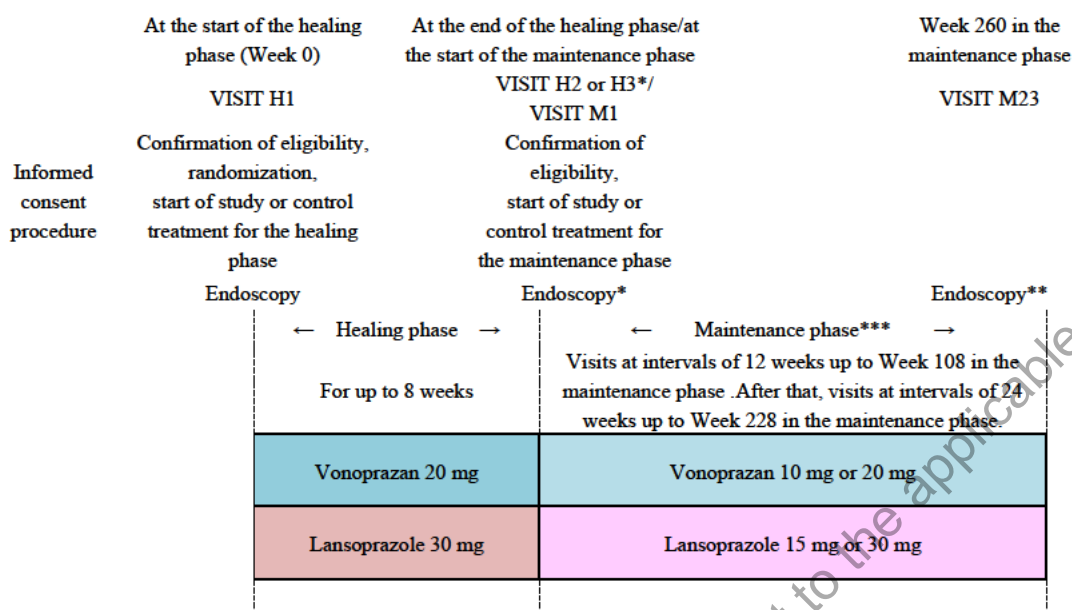 At the start of the healing
phase (Week 0)
VISIT H1
At the end of the healing phase/at
the start of the maintenance phase
VISIT H2 or H3*/
VISIT M1
Week 260 in the
maintenance phase
VISIT M23
Informed
consent
procedure
Confirmation of eligibility,
randomization,
start of study or control
treatment for the healing
phase
Confirmation of
eligibility,
start of study or
control treatment for
the maintenance phase
Endoscopy
Endoscopy*
Endoscopy**
← Healing phase →
← Maintenance phase*** →
For up to 8 weeks
Visits at intervals of 12 weeks up to Week 108 in the
maintenance phase .After that, visits at intervals of 24
weeks up to Week 228 in the maintenance phase.
Vonoprazan 20 mg
Vonoprazan 10 mg or 20 mg
Lansoprazole 30 mg
Lansoprazole 15 mg or 30 mg
to the applicable